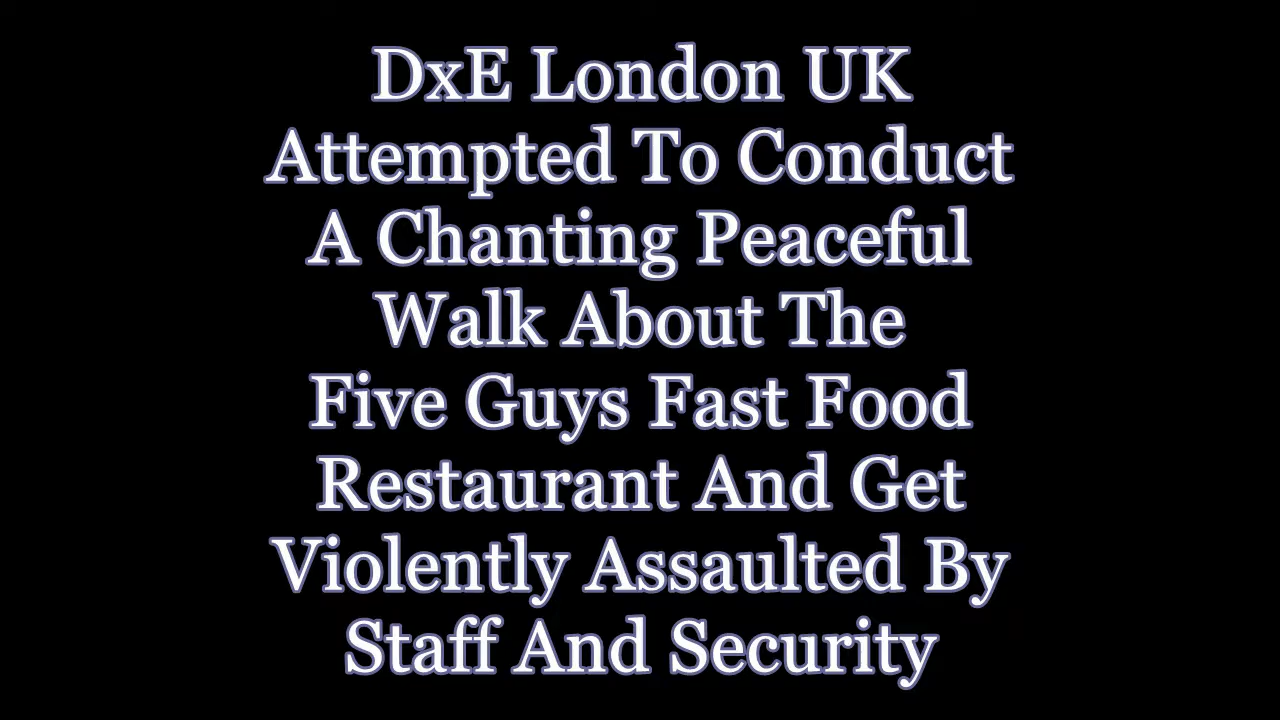 DxE London UK
Attempted To Conduct
A Chanting Peaceful
Walk About The
Five Guys Fast Food
Restaurant And Get
Violently Assaulted By
Staff And Security